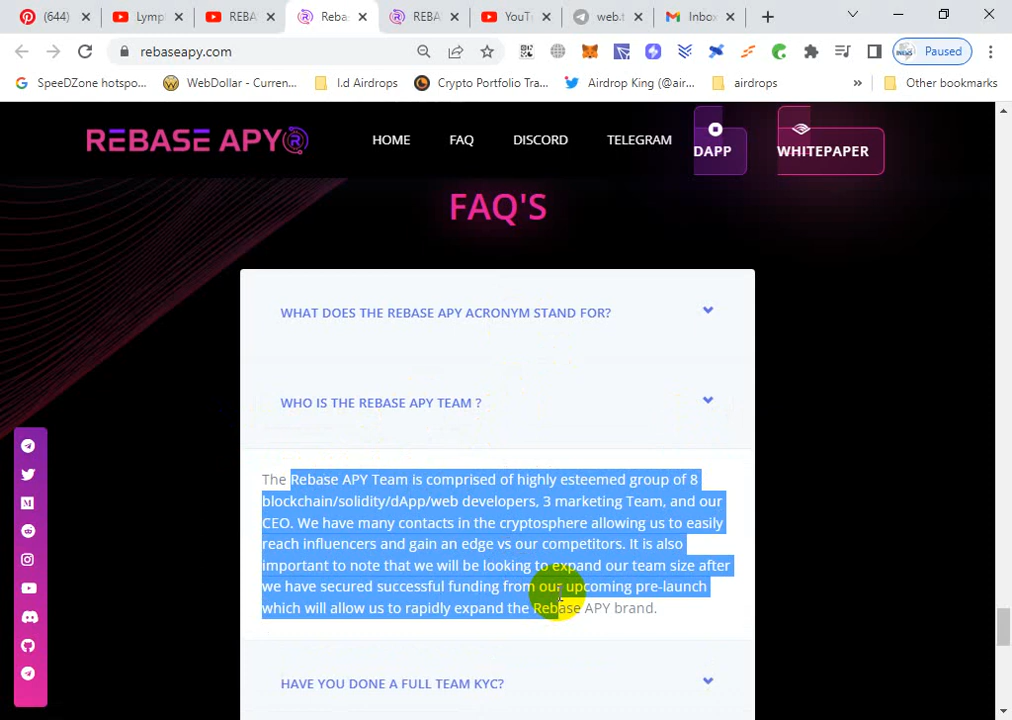 (644)
Lymp
REBA
Reba
REBA
YouT
web.t
Inbox
rebaseapy.com
Paused
SpeeDZone hotspo...
WebDollar - Curren...
I.d Airdrops
Crypto Portfolio Tra...
Airdrop King (@air...
airdrops
Other bookmarks
REBASE APY
HOME
FAQ
DISCORD
TELEGRAM
DAPP
WHITEPAPER
FAQ'S
WHAT DOES THE REBASE APY ACRONYM STAND FOR?
WHO IS THE REBASE APY TEAM ?
The Rebase APY Team is comprised of highly esteemed group of 8
blockchain/solidity/dApp/web developers, 3 marketing Team, and our
CEO. We have many contacts in the cryptosphere allowing us to easily
reach influencers and gain an edge vs our competitors. It is also
important to note that we will be looking to expand our team size after
we have secured successful funding from our upcoming pre-launch
which will allow us to rapidly expand the Rebase APY brand.
HAVE YOU DONE A FULL TEAM KYC?